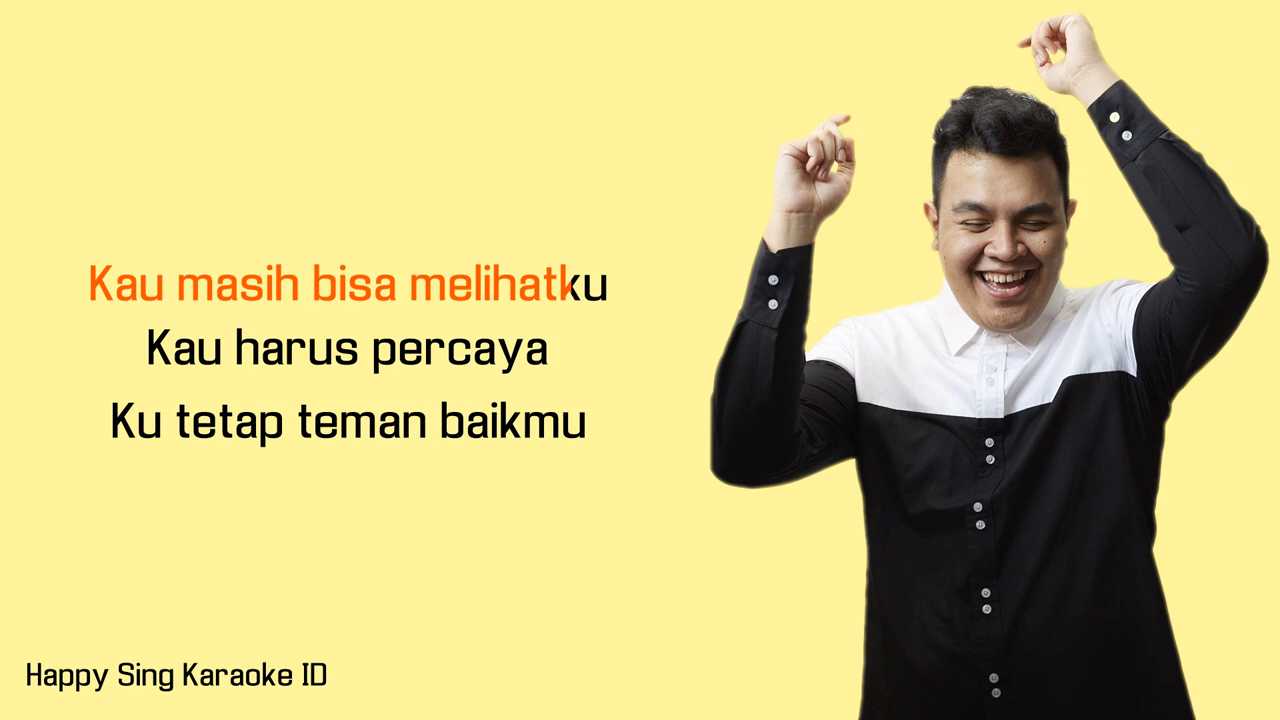 Kau masih bisa melihatku
Kau harus percaya
Ku tetap teman baikmu
Happy Sing Karaoke ID